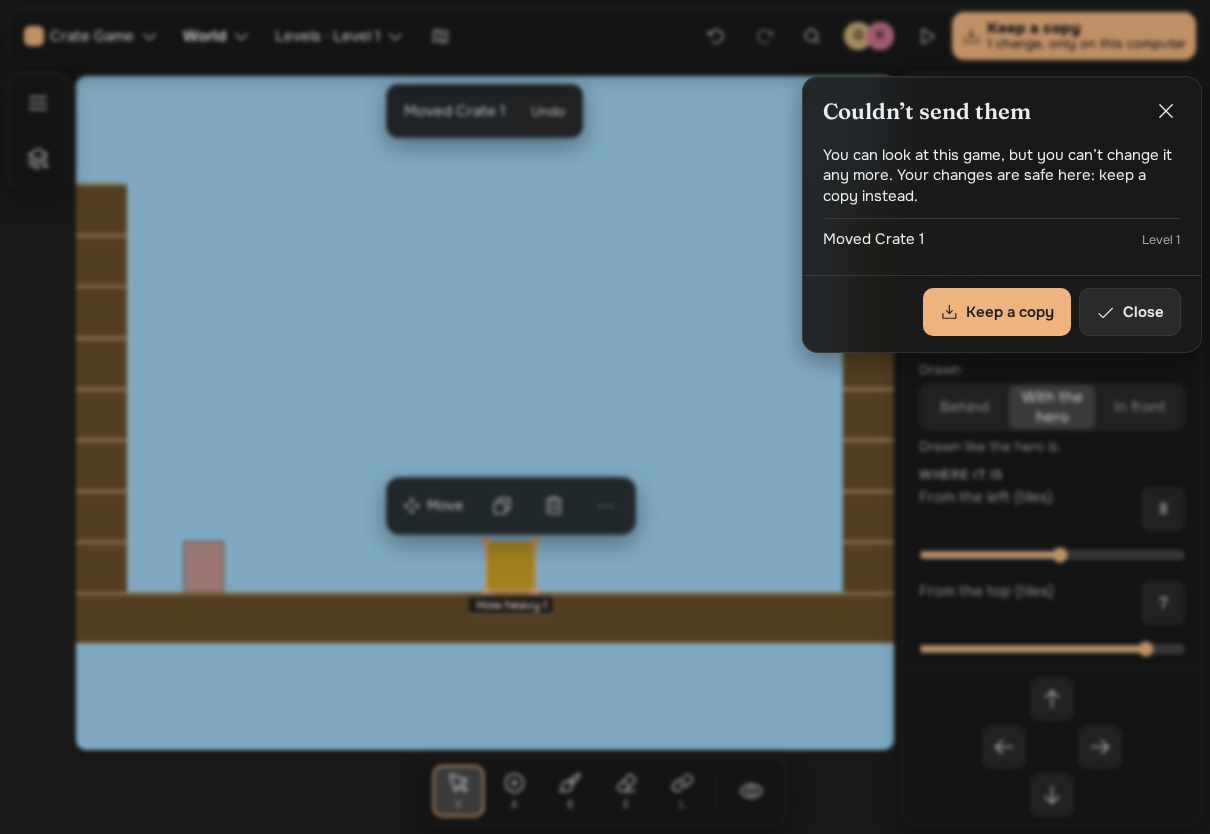 Crate Game
World
Levels · Level 1
Keep a copy
1 change, only on this computer
Moved Crate 1
Undo
Couldn’t send them
You can look at this game, but you can’t change it
any more. Your changes are safe here: keep a
copy instead.
Moved Crate 1
Level 1
Keep a copy
Close
Drawn
Behind
With the
hero
In front
Drawn like the hero is.
WHERE IT IS
From the left (tiles)
8
From the top (tiles)
7
Move
How heavy 1
B
E
L